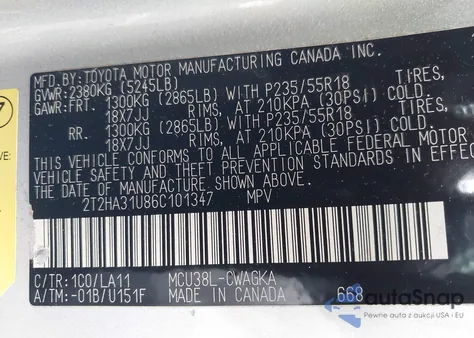 MFD. BY:TOYOTA MOTOR MANUFACTURING CANADA INC.
GVWR:2380KG (5245LB)
GAWR:FRT. 1300KG (2865LB) WITH P235/55R18 TIRES,
18X7JJ RIMS, AT 210KPA (30PSI) COLD.
RR. 1300KG (2865LB) WITH P235/55R18 TIRES,
18X7JJ RIMS, AT 210KPA (30PSI) COLD.
THIS VEHICLE CONFORMS TO ALL APPLICABLE FEDERAL MOTOR
VEHICLE SAFETY AND THEFT PREVENTION STANDARDS IN EFFEC
THE DATE OF MANUFACTURE SHOWN ABOVE.
2T2HA31U86C101347 MPV
VE:
C/TR:1C0/LA11 MCU38L-CWAGKA
A/TM:-01B/U151F MADE IN CANADA 668
autoSnap
Pewne auto z USA i EU